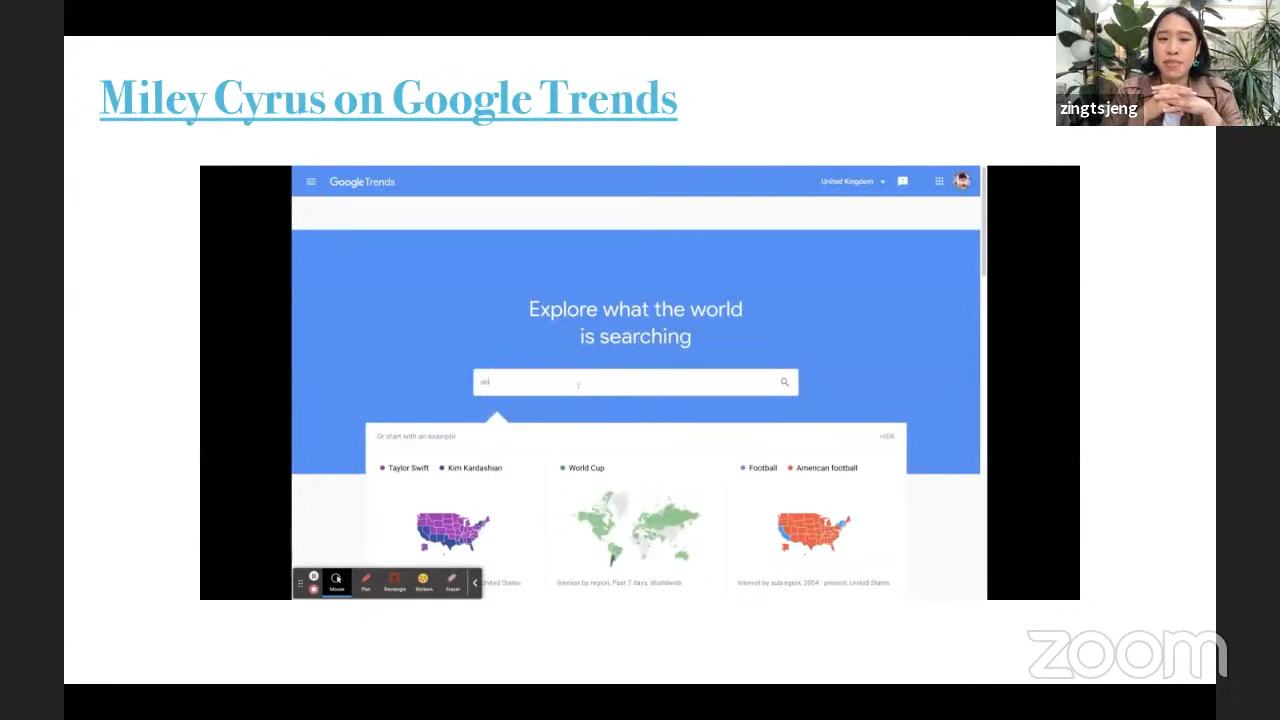 Miley Cyrus on Google Trends
zingtsjeng
Google Trends
United Kingdom
Explore what the world
is searching
Or start with an example
HIDE
Taylor Swift Kim Kardashian
World Cup
Football American football
United States
Interest by region, Past 7 days, Worldwide
Interest by subregion, 2004 - present, United States
Mouse Pen Rectangle Stickers Eraser
zoom